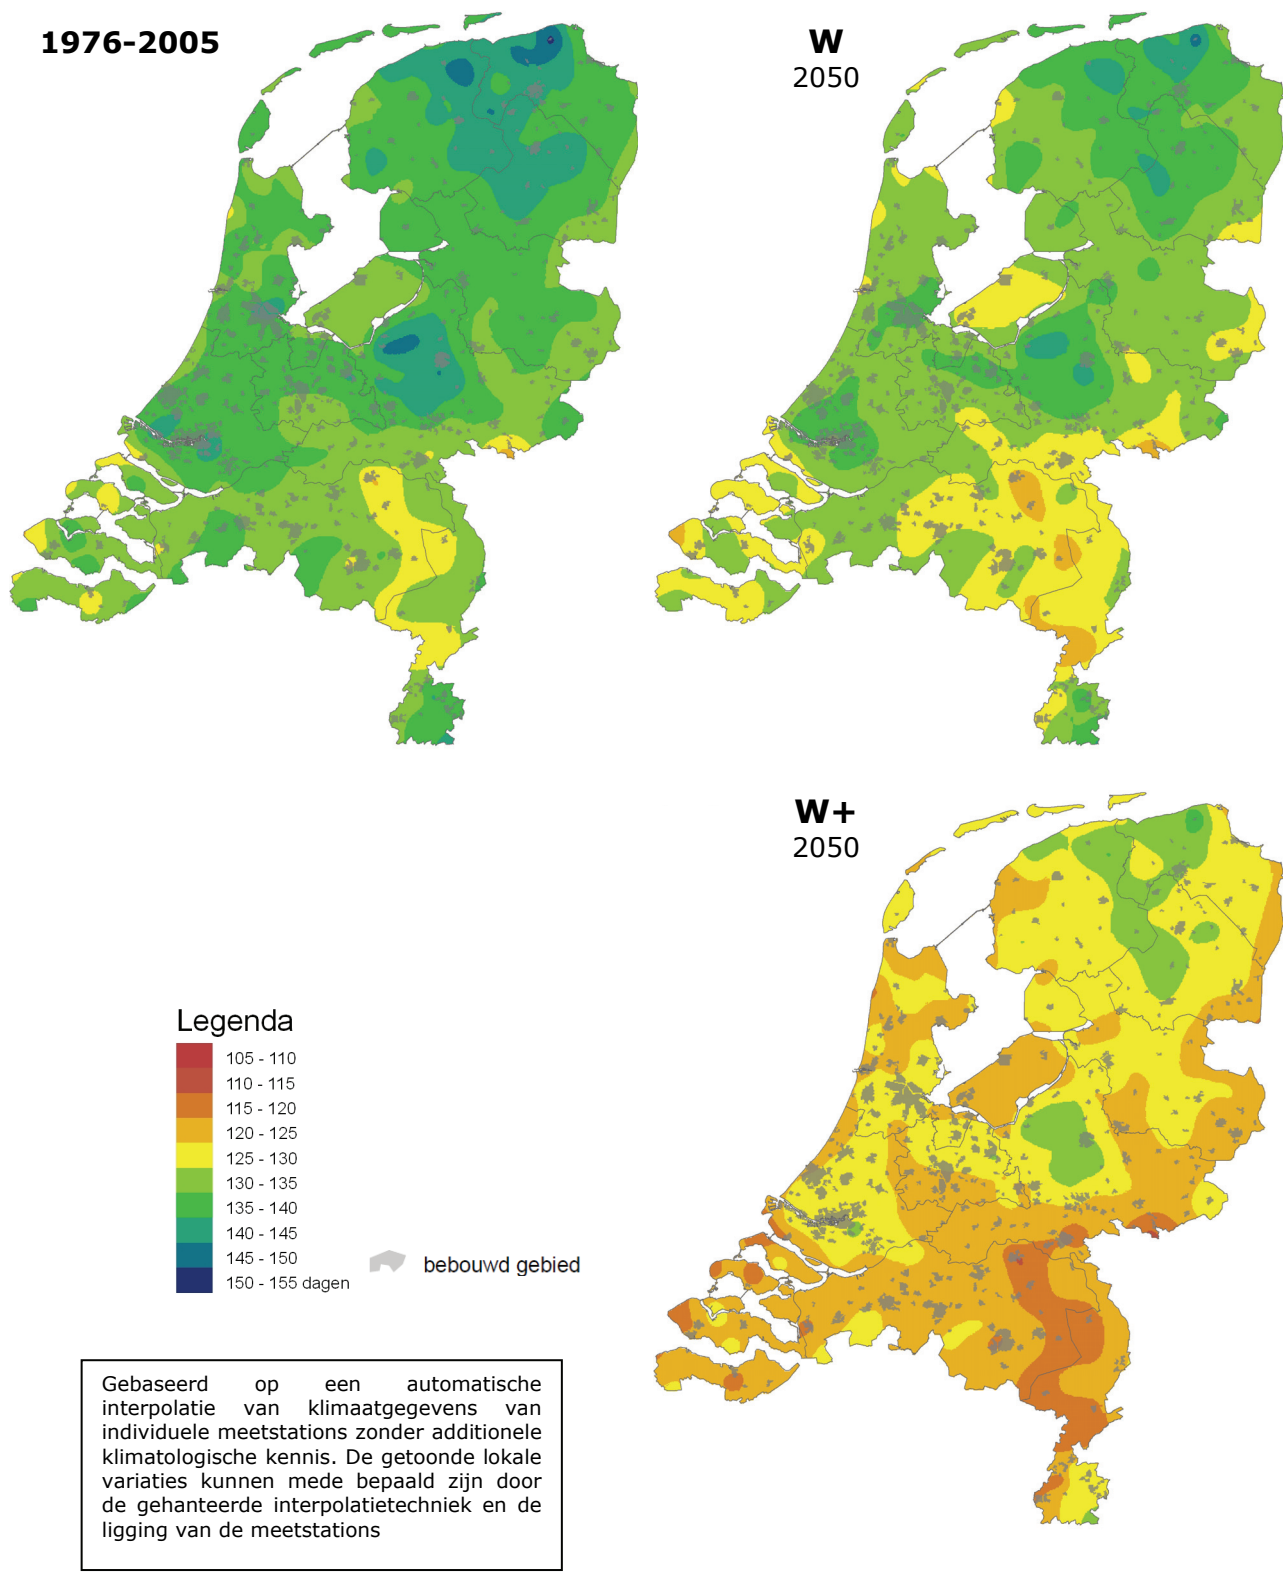 1976-2005
W
2050
W+
2050
Legenda
105 - 110
110 - 115
115 - 120
120 - 125
125 - 130
130 - 135
135 - 140
140 - 145
145 - 150
150 - 155 dagen
bebouwd gebied
Gebaseerd op een automatische
interpolatie van klimaatgegevens van
individuele meetstations zonder additionele
klimatologische kennis. De getoonde lokale
variaties kunnen mede bepaald zijn door
de gehanteerde interpolatietechniek en de
ligging van de meetstations